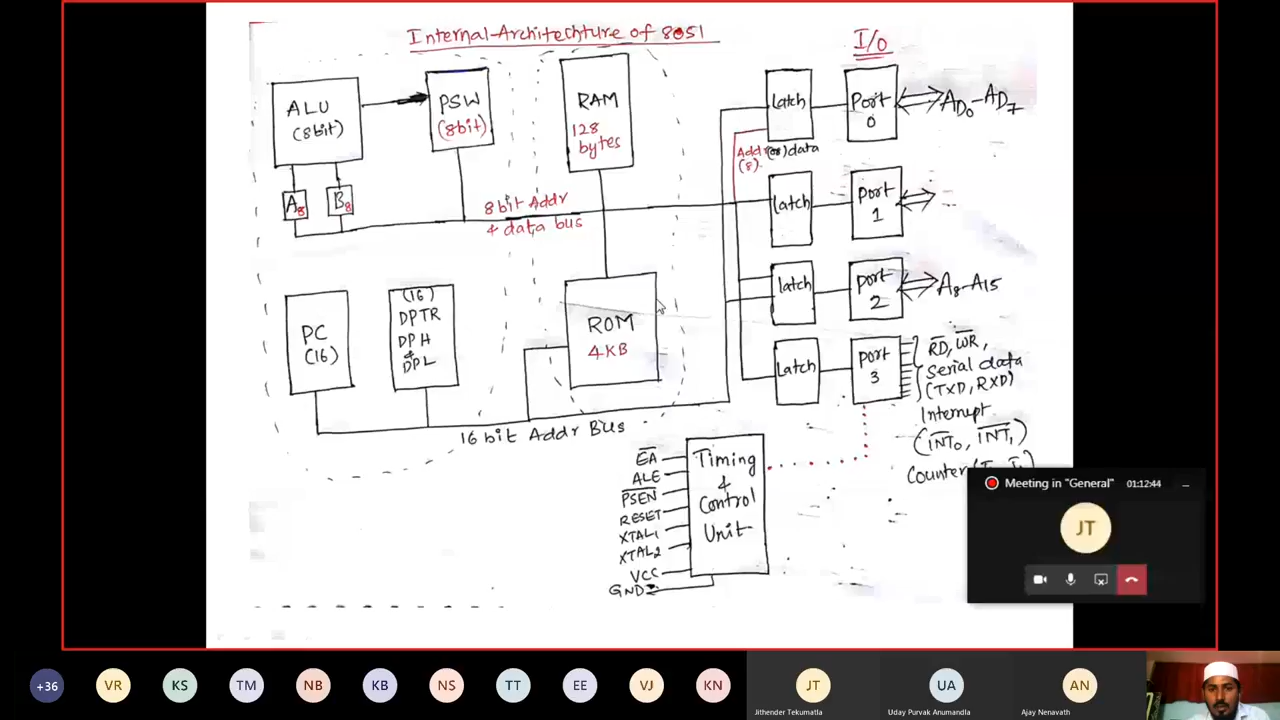 Internal Architechture of 8051
I/O
ALU
(8bit)
PSW
(8bit)
RAM
128
bytes
Latch
Port
0
AD0-AD7
Addr (or) data
(8).
A8
B8
8bit Addr
& data bus
Latch
Port
1
Latch
Port
2
A8-A15
PC
(16)
(16)
DPTR
DPH
&
DPL
ROM
4KB
Latch
Port
3
RD, WR,
Serial data
(TXD, RXD)
Interrupt
(INT0, INT1)
Counter
16bit Addr Bus
EA
ALE
PSEN
RESET
XTAL1
XTAL2
VCC
GND
Timing
&
Control
Unit
Meeting in "General"
01:12:44
JT
+36
VR
KS
TM
NB
KB
NS
TT
EE
VJ
KN
JT
UA
AN
Jithender Tekumatla
Uday Purvak Anumandla
Ajay Nenavath